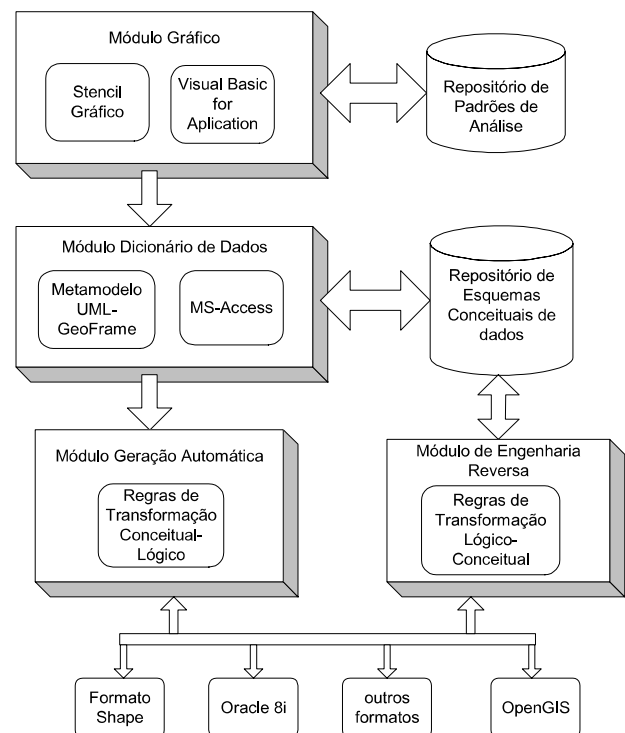 Módulo Gráfico
Stencil
Gráfico
Visual Basic
for
Aplication
Repositório de
Padrões de
Análise
Módulo Dicionário de Dados
Metamodelo
UML-
GeoFrame
MS-Access
Repositório de
Esquemas
Conceituais de
dados
Módulo Geração Automática
Regras de
Transformação
Conceitual-
Lógico
Módulo de Engenharia
Reversa
Regras de
Transformação
Lógico-
Conceitual
Formato
Shape
Oracle 8i
outros
formatos
OpenGIS